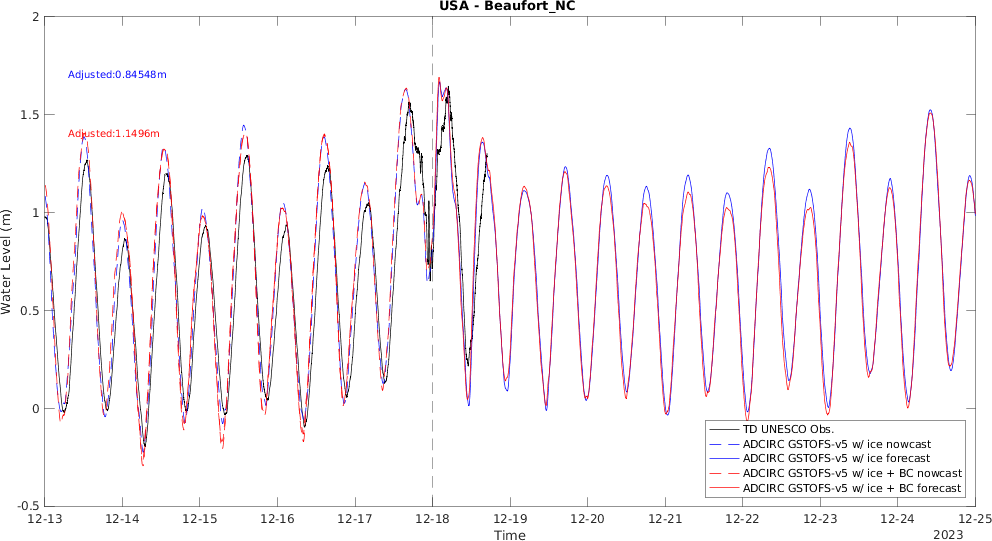 USA - Beaufort_NC
2
1.5
1
0.5
0
-0.5
Water Level (m)
Adjusted:0.84548m
Adjusted:1.1496m
TD UNESCO Obs.
ADCIRC GSTOFS-v5 w/ ice nowcast
ADCIRC GSTOFS-v5 w/ ice forecast
ADCIRC GSTOFS-v5 w/ ice + BC nowcast
ADCIRC GSTOFS-v5 w/ ice + BC forecast
12-13 12-14 12-15 12-16 12-17 12-18 12-19 12-20 12-21 12-22 12-23 12-24 12-25
Time
2023